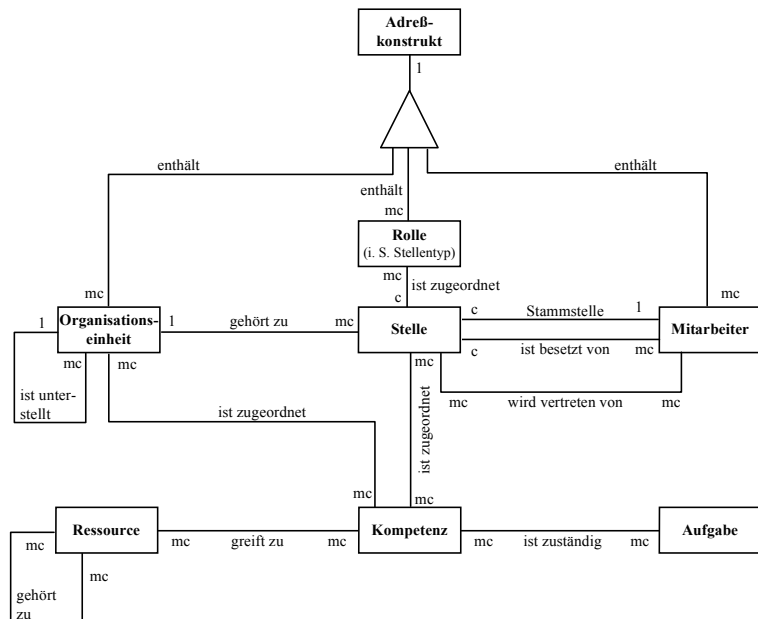 Adreß-
konstrukt
1
enthält
enthält
enthält
mc
Rolle
(i. S. Stellentyp)
mc
ist zugeordnet
c
mc
mc
1
Organisations-
einheit
1
gehört zu
mc
Stelle
c
Stammstelle
1
Mitarbeiter
c
ist besetzt von
mc
mc
mc
mc
ist unter-
stellt
mc
wird vertreten von
mc
ist zugeordnet
ist zugeordnet
mc
mc
mc
Ressource
mc
greift zu
mc
Kompetenz
mc
ist zuständig
mc
Aufgabe
mc
gehört
zu